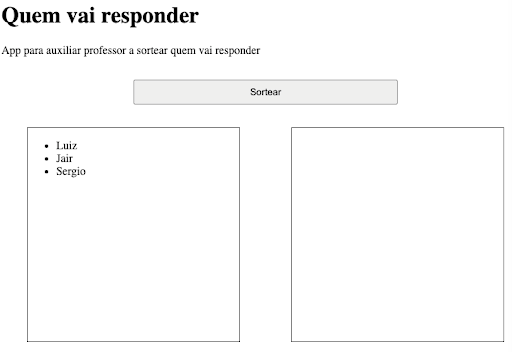 Quem vai responder
App para auxiliar professor a sortear quem vai responder
Sortear
Luiz
Jair
Sergio